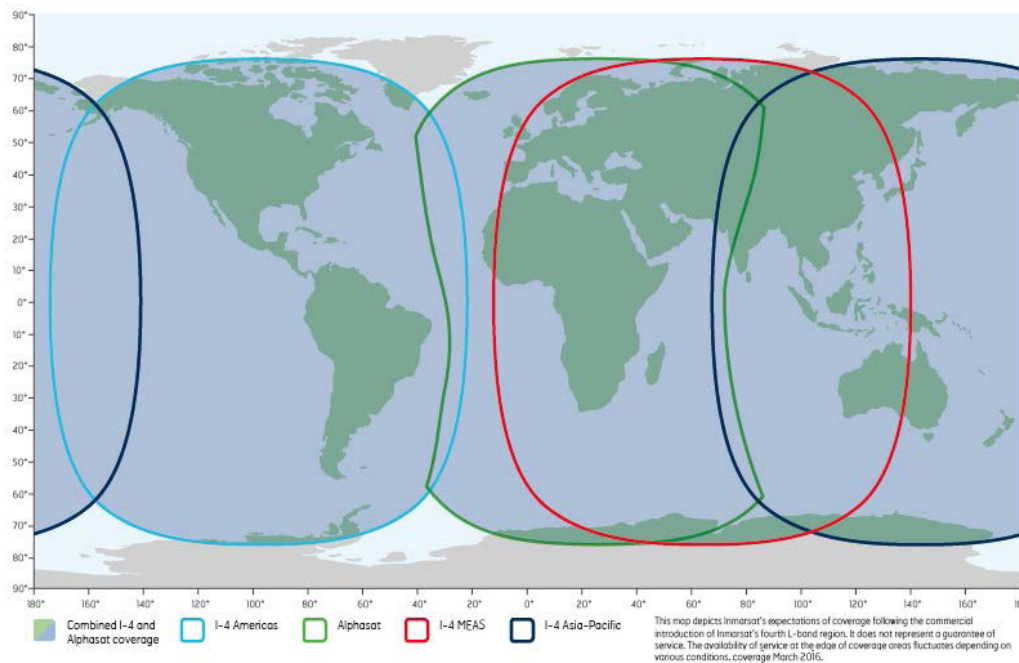 90°
80°
70°
60°
50°
40°
30°
20°
10°
0°
10°
20°
30°
40°
50°
60°
70°
80°
90°
180° 160° 140° 120° 100° 80° 60° 40° 20° 0° 20° 40° 60° 80° 100° 120° 140° 160° 18
Combined I-4 and
Alphasat coverage
I-4 Americas
Alphasat
I-4 MEAS
I-4 Asia-Pacific
This map depicts Inmarsat's expectations of coverage following the commercial
introduction of Inmarsat's fourth L-band region. It does not represent a guarantee of
service. The availability of service at the edge of coverage areas fluctuates depending on
various conditions. coverage March 2016.